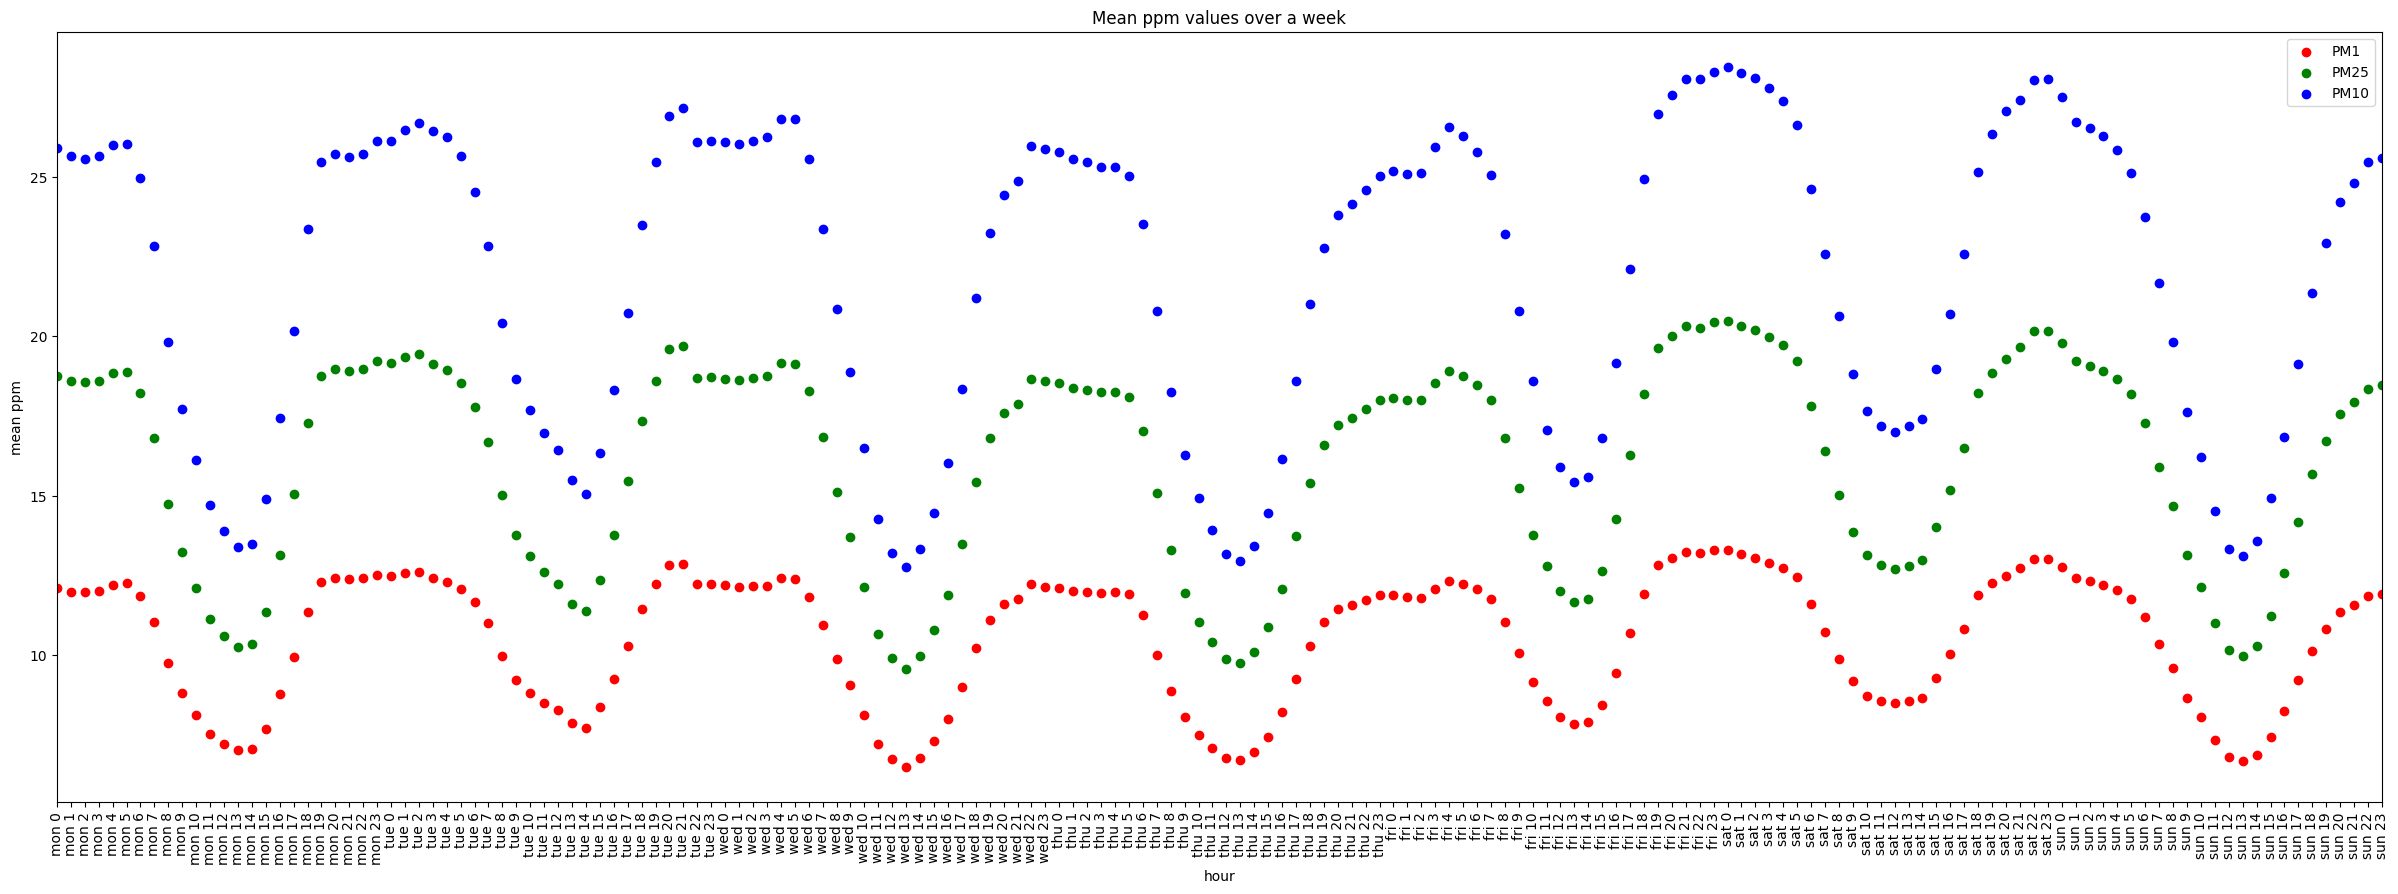 Mean ppm values over a week
PM1
PM25
PM10
mean ppm
25
20
15
10
mon 0
mon 1
mon 2
mon 3
mon 4
mon 5
mon 6
mon 7
mon 8
mon 9
mon 10
mon 11
mon 12
mon 13
mon 14
mon 15
mon 16
mon 17
mon 18
mon 19
mon 20
mon 21
mon 22
mon 23
tue 0
tue 1
tue 2
tue 3
tue 4
tue 5
tue 6
tue 7
tue 8
tue 9
tue 10
tue 11
tue 12
tue 13
tue 14
tue 15
tue 16
tue 17
tue 18
tue 19
tue 20
tue 21
tue 22
tue 23
wed 0
wed 1
wed 2
wed 3
wed 4
wed 5
wed 6
wed 7
wed 8
wed 9
wed 10
wed 11
wed 12
wed 13
wed 14
wed 15
wed 16
wed 17
wed 18
wed 19
wed 20
wed 21
wed 22
wed 23
thu 0
thu 1
thu 2
thu 3
thu 4
thu 5
thu 6
thu 7
thu 8
thu 9
thu 10
thu 11
thu 12
thu 13
thu 14
thu 15
thu 16
thu 17
thu 18
thu 19
thu 20
thu 21
thu 22
thu 23
fri 0
fri 1
fri 2
fri 3
fri 4
fri 5
fri 6
fri 7
fri 8
fri 9
fri 10
fri 11
fri 12
fri 13
fri 14
fri 15
fri 16
fri 17
fri 18
fri 19
fri 20
fri 21
fri 22
fri 23
sat 0
sat 1
sat 2
sat 3
sat 4
sat 5
sat 6
sat 7
sat 8
sat 9
sat 10
sat 11
sat 12
sat 13
sat 14
sat 15
sat 16
sat 17
sat 18
sat 19
sat 20
sat 21
sat 22
sat 23
sun 0
sun 1
sun 2
sun 3
sun 4
sun 5
sun 6
sun 7
sun 8
sun 9
sun 10
sun 11
sun 12
sun 13
sun 14
sun 15
sun 16
sun 17
sun 18
sun 19
sun 20
sun 21
sun 22
sun 23
hour